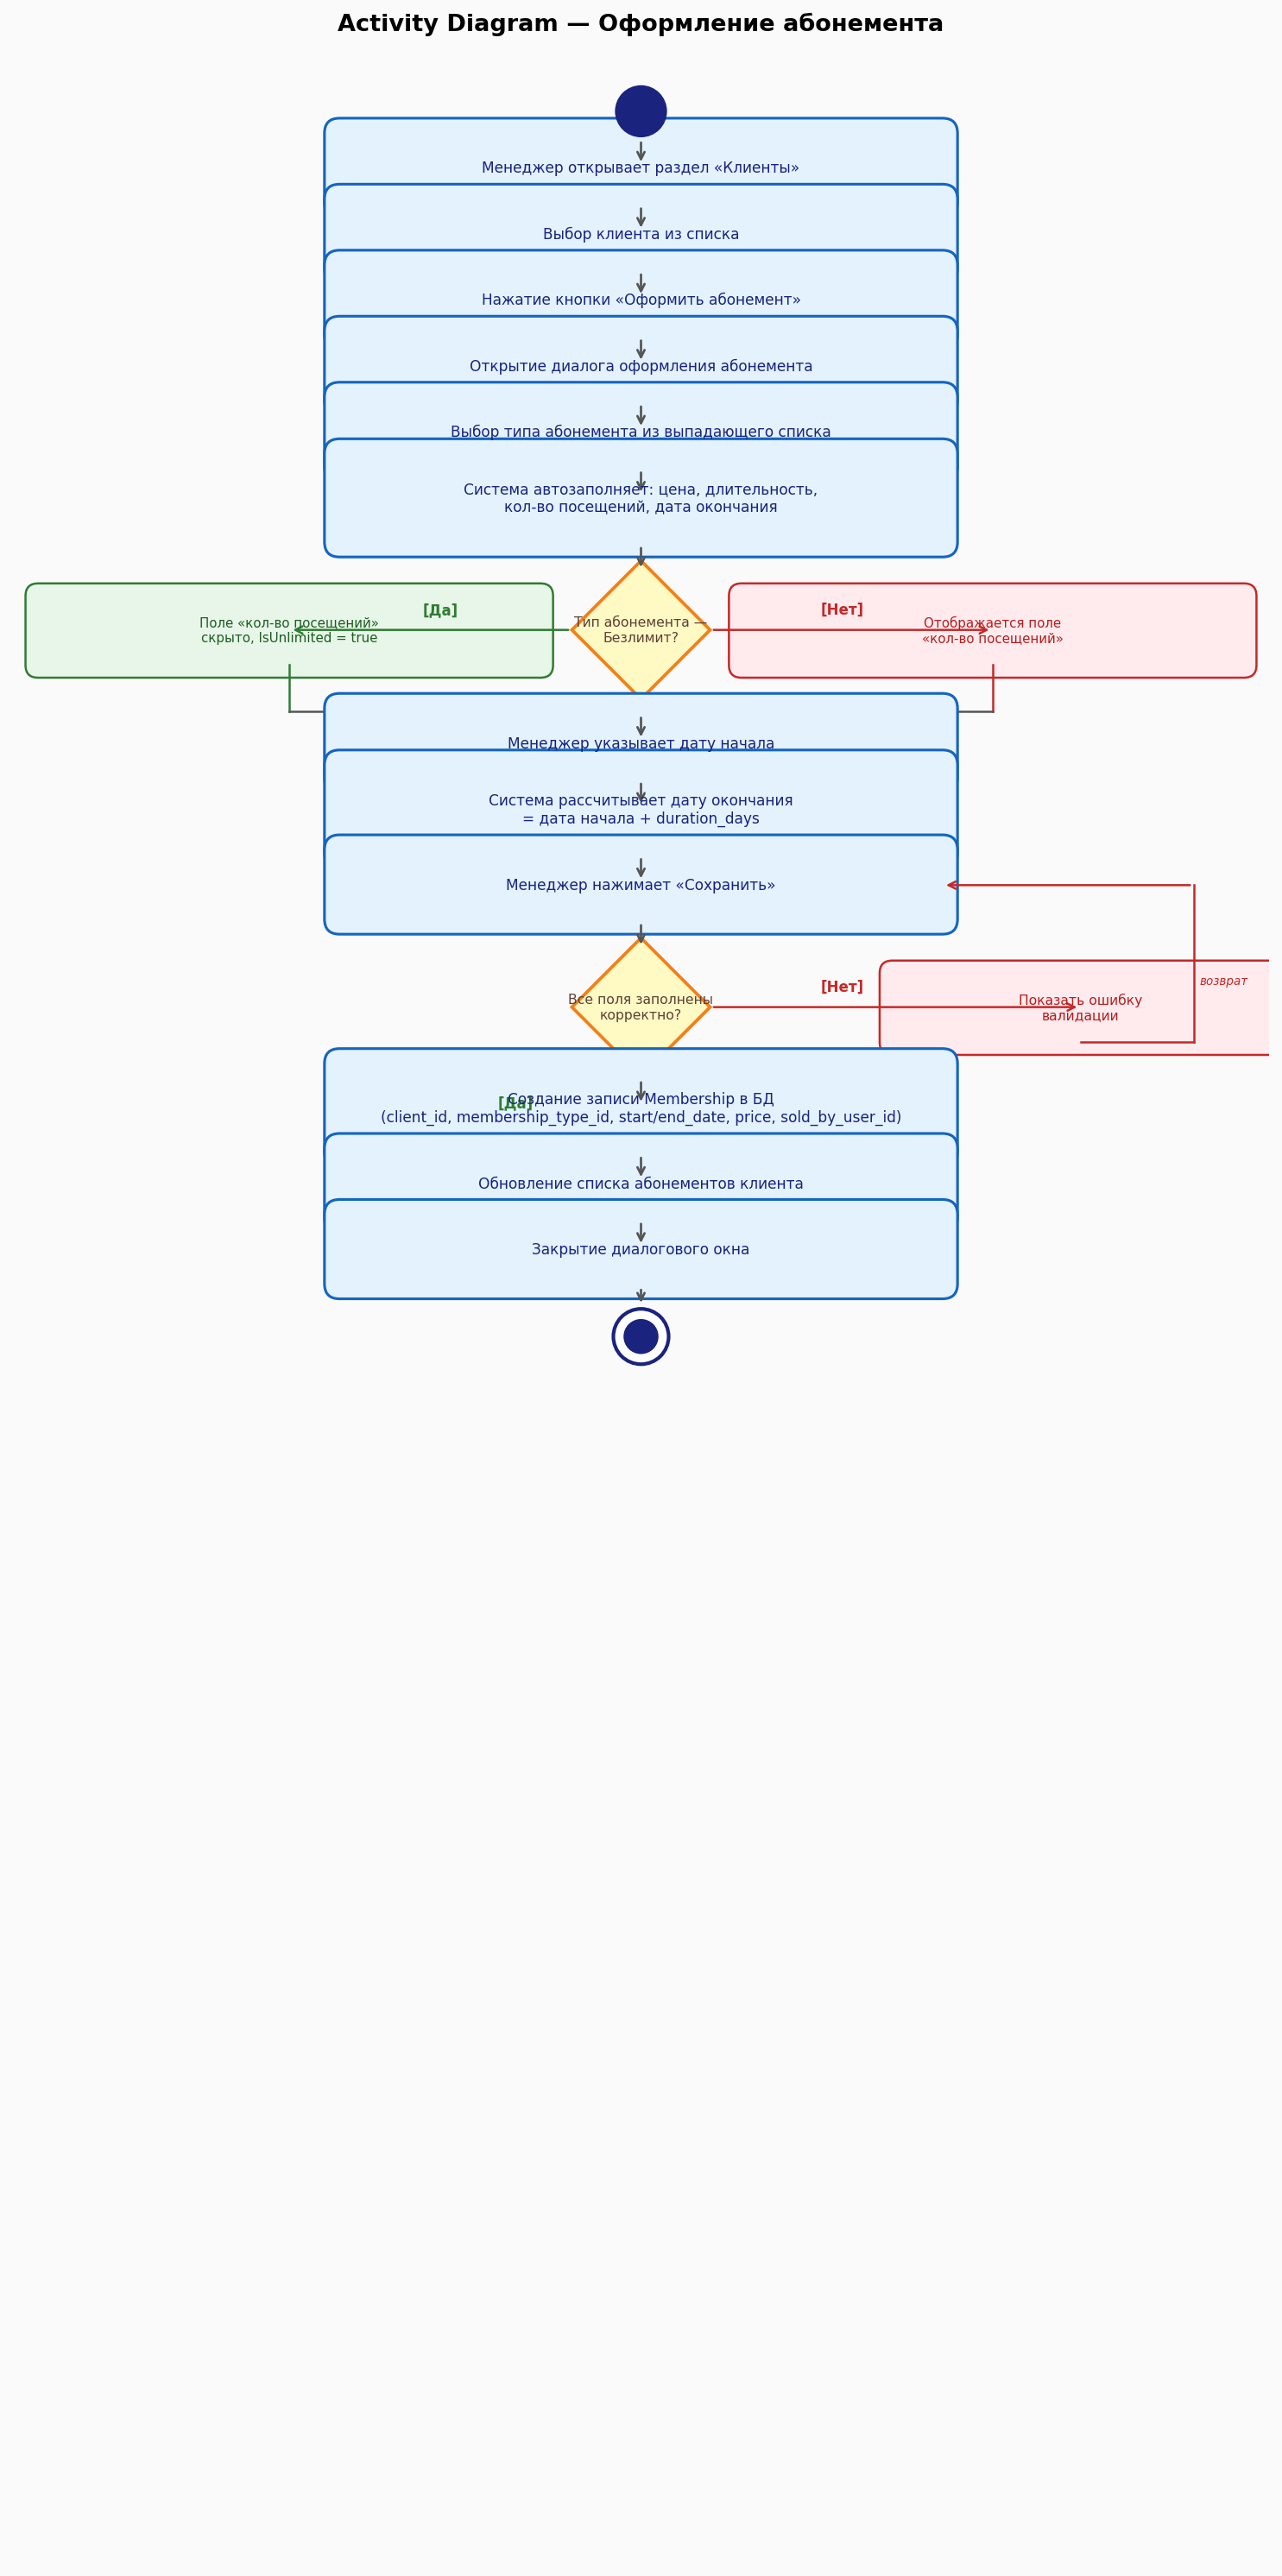 Activity Diagram — Оформление абонемента
Менеджер открывает раздел «Клиенты»
Выбор клиента из списка
Нажатие кнопки «Оформить абонемент»
Открытие диалога оформления абонемента
Выбор типа абонемента из выпадающего списка
Система автозаполняет: цена, длительность,
кол-во посещений, дата окончания
[Да]
Поле «кол-во посещений»
скрыто, IsUnlimited = true
Тип абонемента —
Безлимит?
[Нет]
Отображается поле
«кол-во посещений»
Менеджер указывает дату начала
Система рассчитывает дату окончания
= дата начала + duration_days
Менеджер нажимает «Сохранить»
Все поля заполнены
корректно?
[Нет]
возврат
Показать ошибку
валидации
[Да]
Создание записи Membership в БД
(client_id, membership_type_id, start/end_date, price, sold_by_user_id)
Обновление списка абонементов клиента
Закрытие диалогового окна